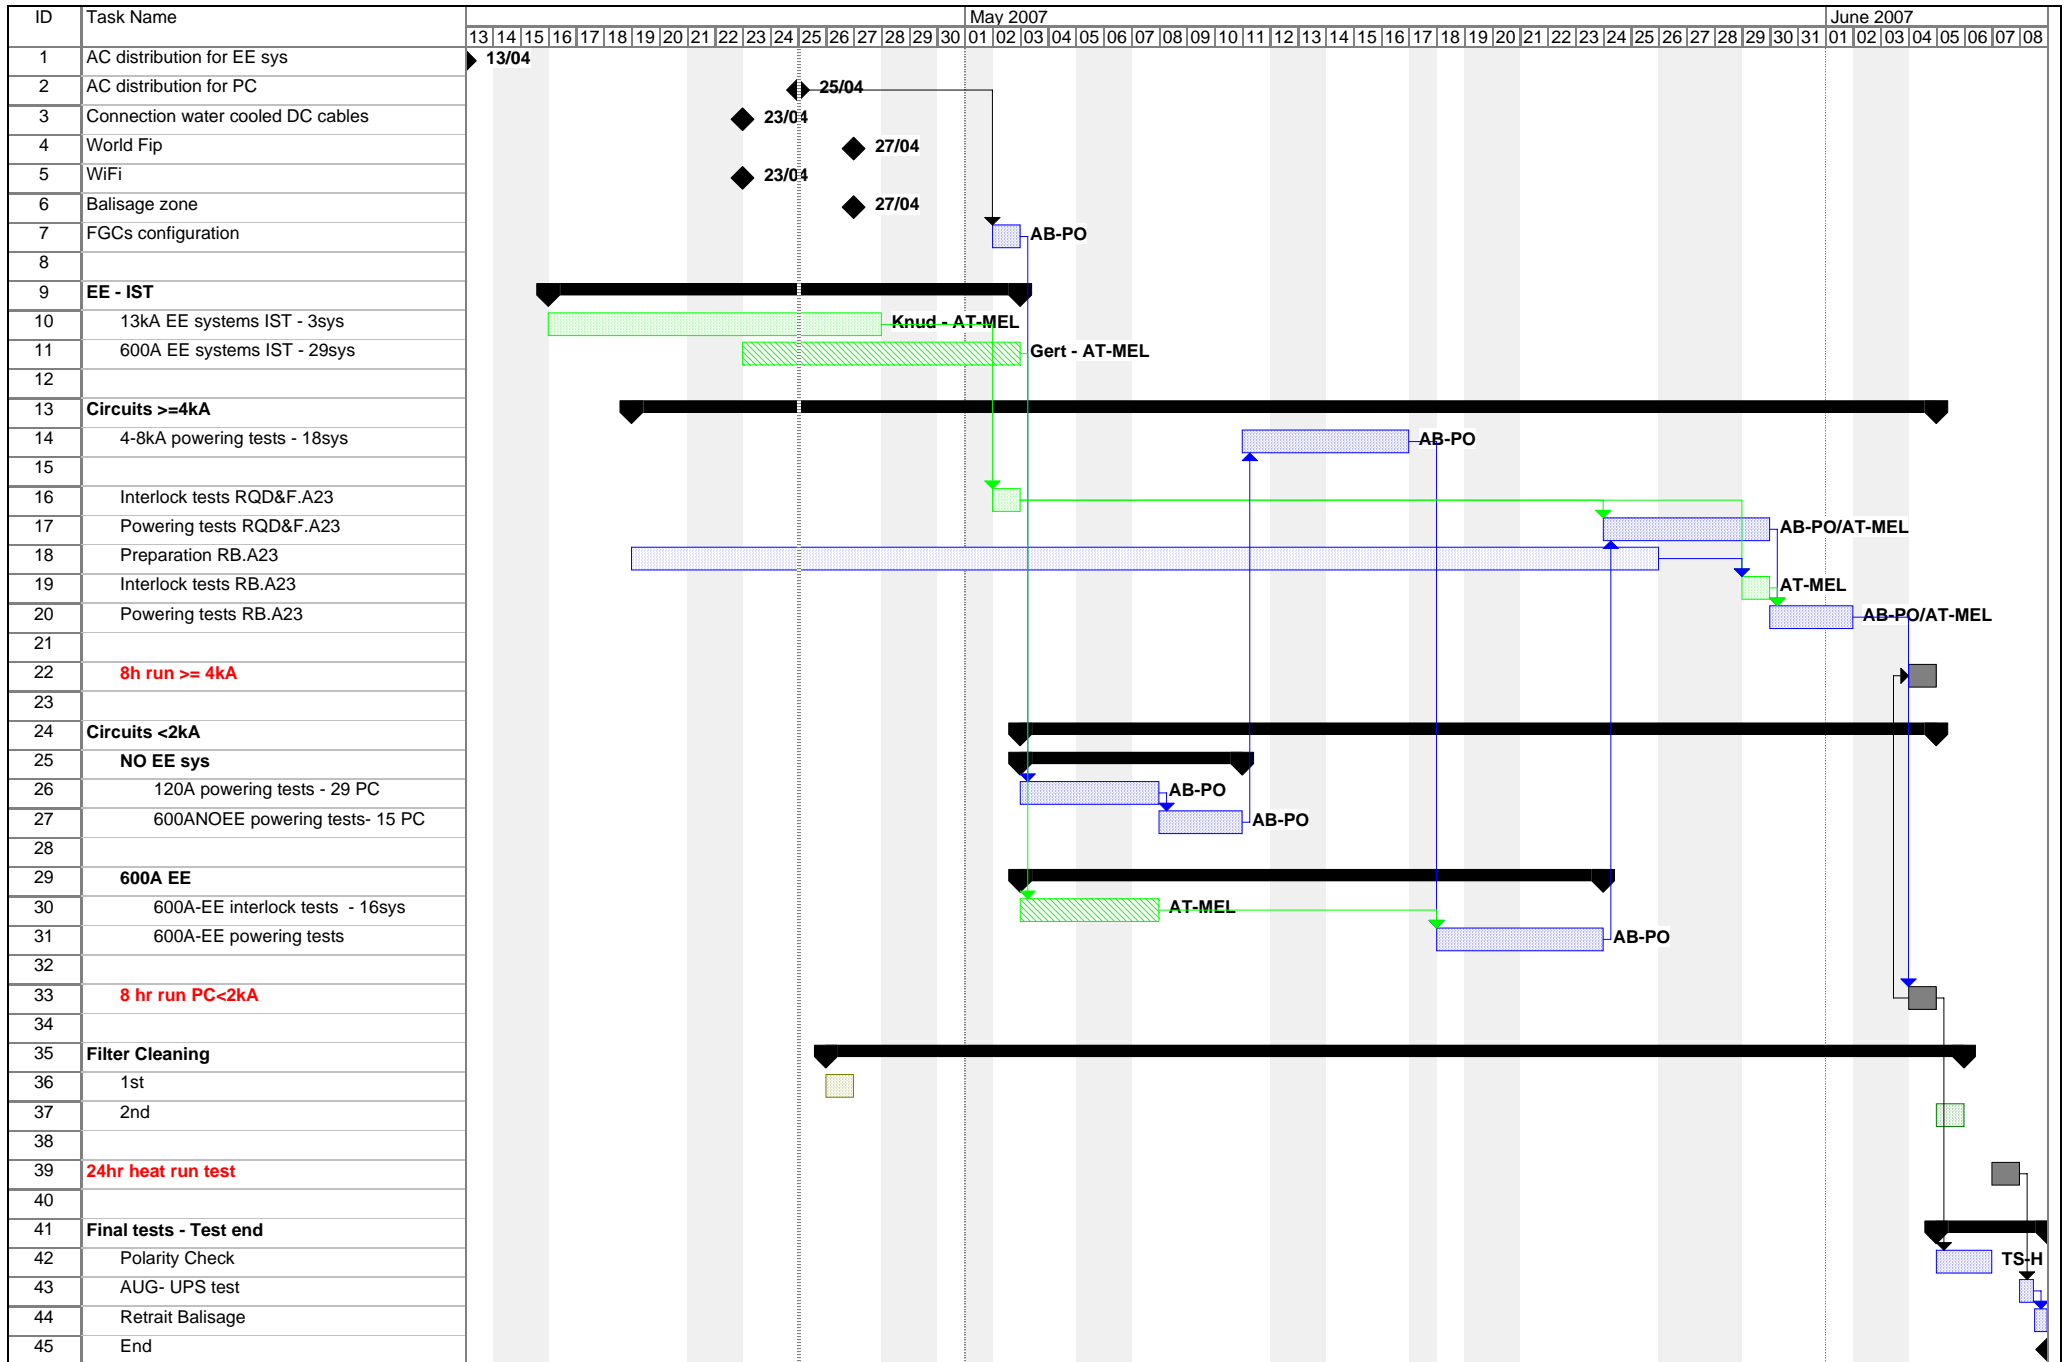 ID Task Name May 2007 June 2007
13 14 15 16 17 18 19 20 21 22 23 24 25 26 27 28 29 30 01 02 03 04 05 06 07 08 09 10 11 12 13 14 15 16 17 18 19 20 21 22 23 24 25 26 27 28 29 30 31 01 02 03 04 05 06 07 08
1 AC distribution for EE sys 13/04
2 AC distribution for PC 25/04
3 Connection water cooled DC cables 23/04
4 World Fip 27/04
5 WiFi 23/04
6 Balisage zone 27/04
7 FGCs configuration AB-PO
8
9 EE - IST
10 13kA EE systems IST - 3sys Knud - AT-MEL
11 600A EE systems IST - 29sys Gert - AT-MEL
12
13 Circuits >=4kA
14 4-8kA powering tests - 18sys AB-PO
15
16 Interlock tests RQD&F.A23
17 Powering tests RQD&F.A23 AB-PO/AT-MEL
18 Preparation RB.A23
19 Interlock tests RB.A23 AT-MEL
20 Powering tests RB.A23 AB-PO/AT-MEL
21
22 8h run >= 4kA
23
24 Circuits <2kA
25 NO EE sys
26 120A powering tests - 29 PC AB-PO
27 600ANOEE powering tests- 15 PC AB-PO
28
29 600A EE
30 600A-EE interlock tests - 16sys AT-MEL
31 600A-EE powering tests AB-PO
32
33 8 hr run PC<2kA
34
35 Filter Cleaning
36 1st
37 2nd
38
39 24hr heat run test
40
41 Final tests - Test end
42 Polarity Check TS-H
43 AUG- UPS test
44 Retrait Balisage
45 End